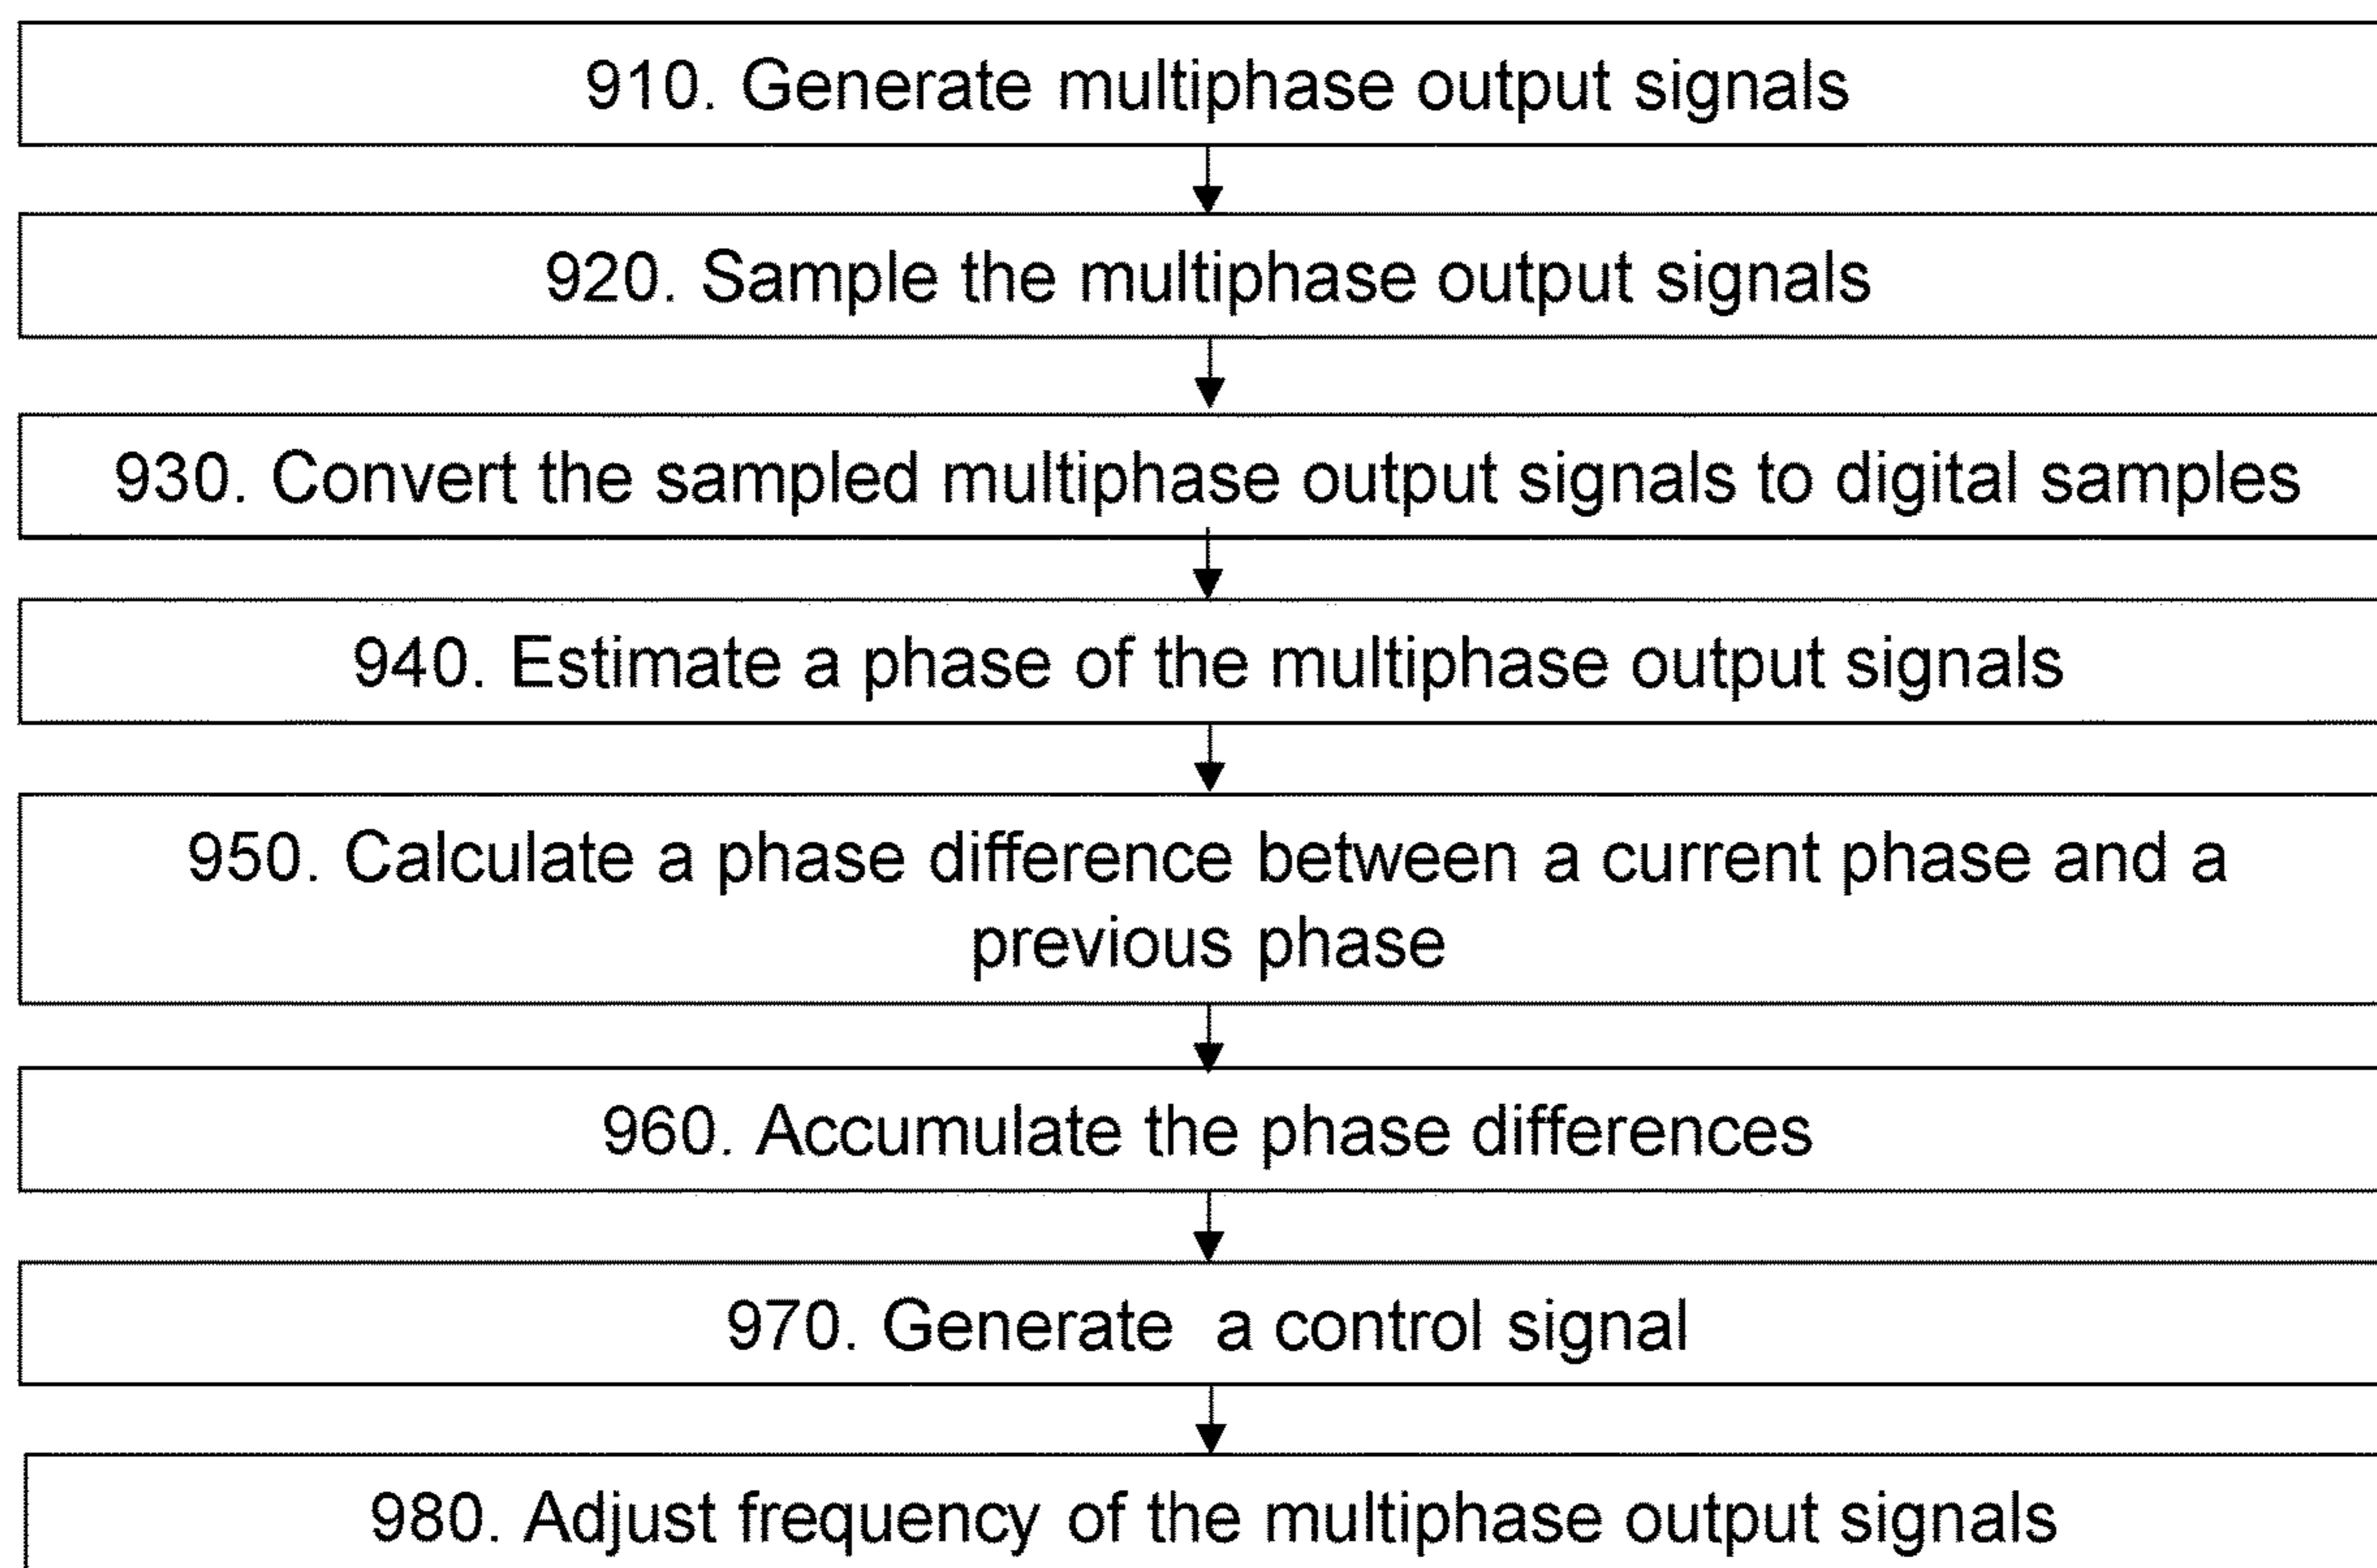 910. Generate multiphase output signals
920. Sample the multiphase output signals
930. Convert the sampled multiphase output signals to digital samples
940. Estimate a phase of the multiphase output signals
950. Calculate a phase difference between a current phase and a
previous phase
960. Accumulate the phase differences
970. Generate a control signal
980. Adjust frequency of the multiphase output signals